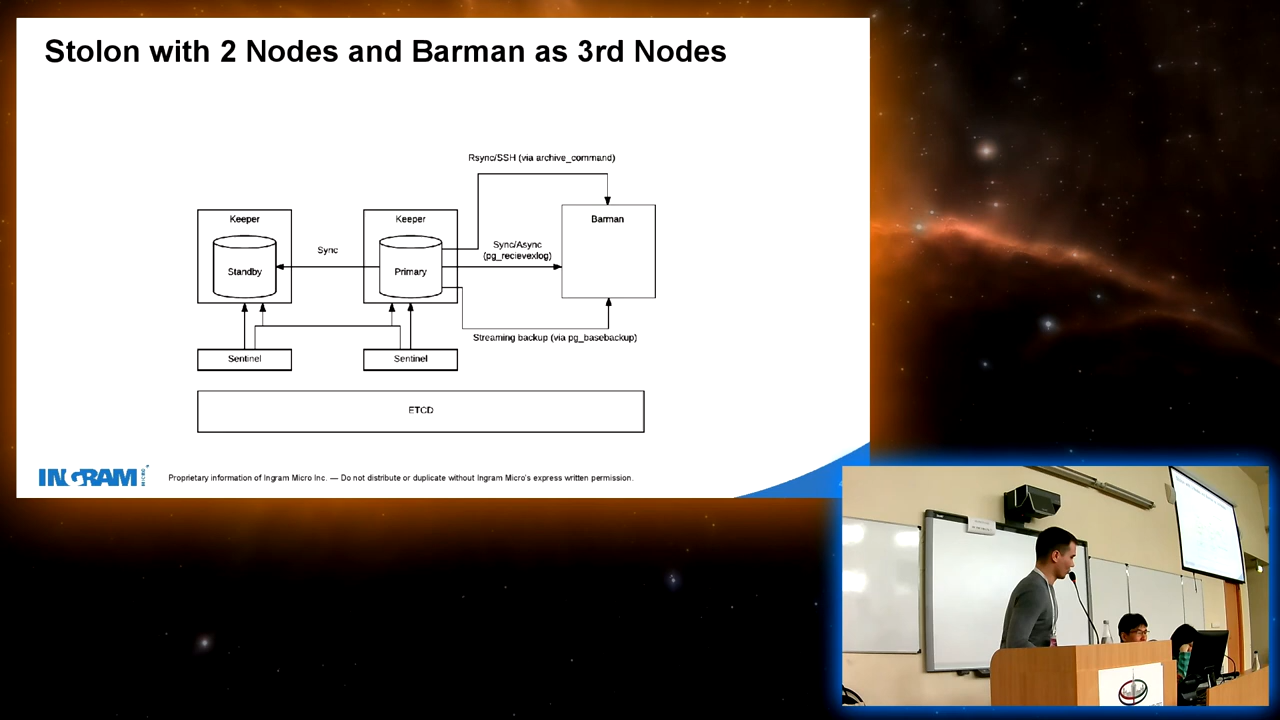 Stolon with 2 Nodes and Barman as 3rd Nodes
Rsync/SSH (via archive_command)
Keeper
Keeper
Barman
Sync
Sync/Async
(pg_recievexlog)
Standby
Primary
Streaming backup (via pg_basebackup)
Sentinel
Sentinel
ETCD
INGRAM MICRO
Proprietary information of Ingram Micro Inc. — Do not distribute or duplicate without Ingram Micro's express written permission.